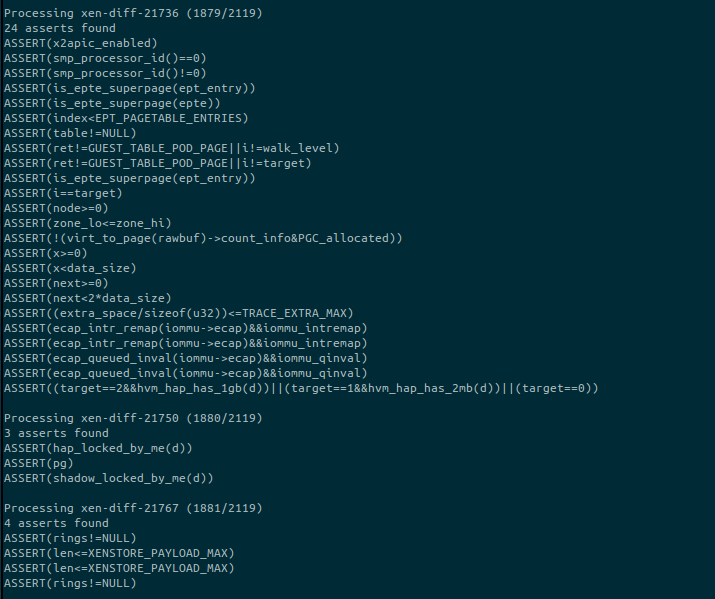 Processing xen-diff-21736 (1879/2119)
24 asserts found
ASSERT(x2apic_enabled)
ASSERT(smp_processor_id()==0)
ASSERT(smp_processor_id()!=0)
ASSERT(is_epte_superpage(ept_entry))
ASSERT(is_epte_superpage(epte))
ASSERT(index<EPT_PAGETABLE_ENTRIES)
ASSERT(table!=NULL)
ASSERT(ret!=GUEST_TABLE_POD_PAGE||i!=walk_level)
ASSERT(ret!=GUEST_TABLE_POD_PAGE||i!=target)
ASSERT(is_epte_superpage(ept_entry))
ASSERT(i==target)
ASSERT(node>=0)
ASSERT(zone_lo<=zone_hi)
ASSERT(!(virt_to_page(rawbuf)->count_info&PGC_allocated))
ASSERT(x>=0)
ASSERT(x<data_size)
ASSERT(next>=0)
ASSERT(next<2*data_size)
ASSERT((extra_space/sizeof(u32))<=TRACE_EXTRA_MAX)
ASSERT(ecap_intr_remap(iommu->ecap)&&iommu_intremap)
ASSERT(ecap_intr_remap(iommu->ecap)&&iommu_intremap)
ASSERT(ecap_queued_inval(iommu->ecap)&&iommu_qinval)
ASSERT(ecap_queued_inval(iommu->ecap)&&iommu_qinval)
ASSERT((target==2&&hvm_hap_has_1gb(d))||(target==1&&hvm_hap_has_2mb(d))||(target==0))
Processing xen-diff-21750 (1880/2119)
3 asserts found
ASSERT(hap_locked_by_me(d))
ASSERT(pg)
ASSERT(shadow_locked_by_me(d))
Processing xen-diff-21767 (1881/2119)
4 asserts found
ASSERT(rings!=NULL)
ASSERT(len<=XENSTORE_PAYLOAD_MAX)
ASSERT(len<=XENSTORE_PAYLOAD_MAX)
ASSERT(rings!=NULL)